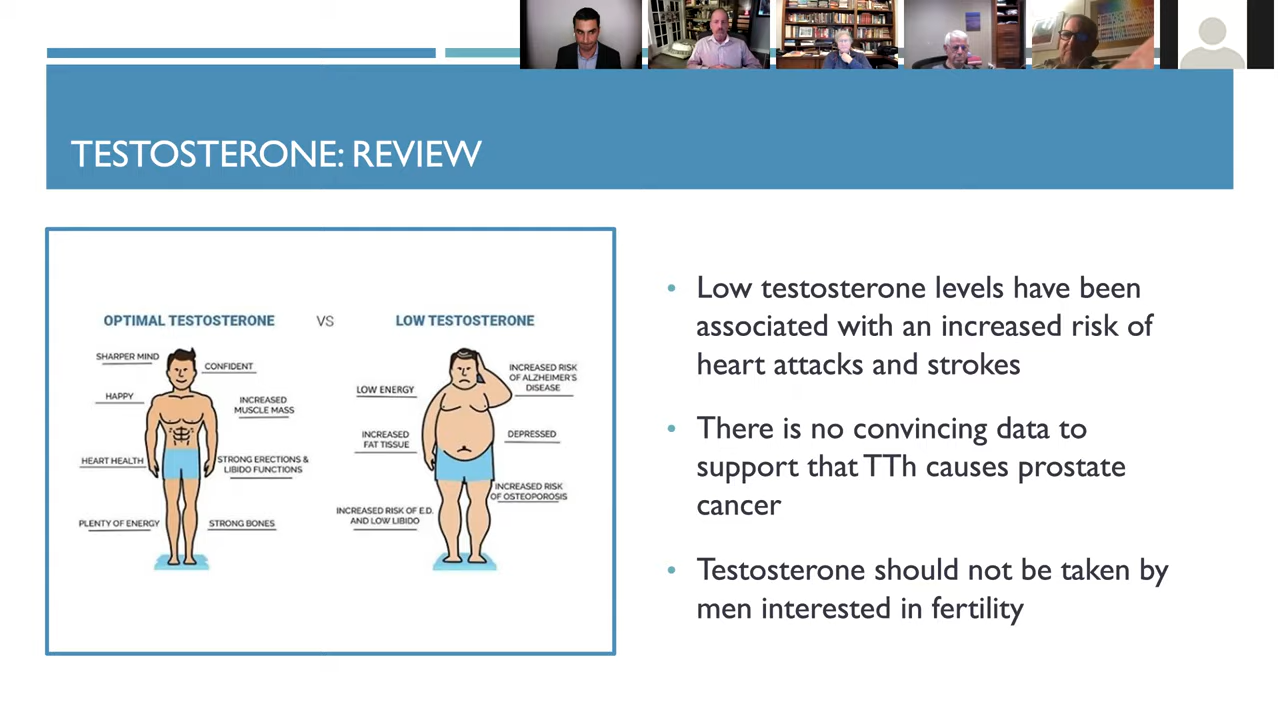 TESTOSTERONE: REVIEW
OPTIMAL TESTOSTERONE VS LOW TESTOSTERONE
SHARPER MIND
CONFIDENT
HAPPY
INCREASED
MUSCLE MASS
HEART HEALTH
STRONG ERECTIONS &
LIBIDO FUNCTIONS
PLENTY OF ENERGY
STRONG BONES
LOW ENERGY
INCREASED RISK
OF ALZHEIMER'S
DISEASE
INCREASED
FAT TISSUE
DEPRESSED
INCREASED RISK
OF OSTEOPOROSIS
INCREASED RISK OF E.D.
AND LOW LIBIDO
• Low testosterone levels have been
associated with an increased risk of
heart attacks and strokes
• There is no convincing data to
support that TTh causes prostate
cancer
• Testosterone should not be taken by
men interested in fertility